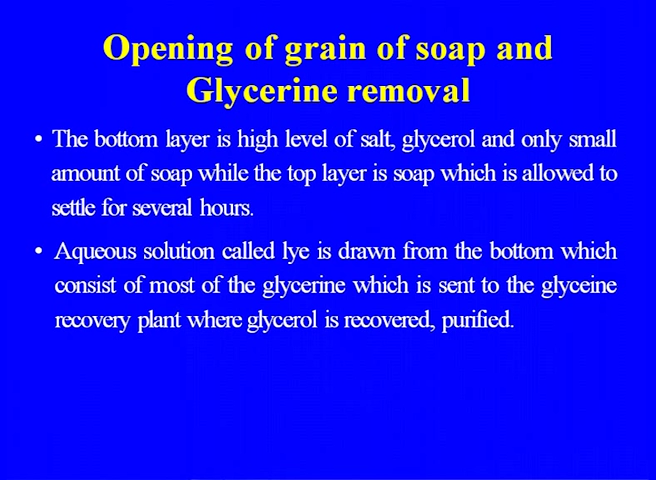 Opening of grain of soap and
Glycerine removal
• The bottom layer is high level of salt, glycerol and only small
amount of soap while the top layer is soap which is allowed to
settle for several hours.
• Aqueous solution called lye is drawn from the bottom which
consist of most of the glycerine which is sent to the glyceine
recovery plant where glycerol is recovered, purified.